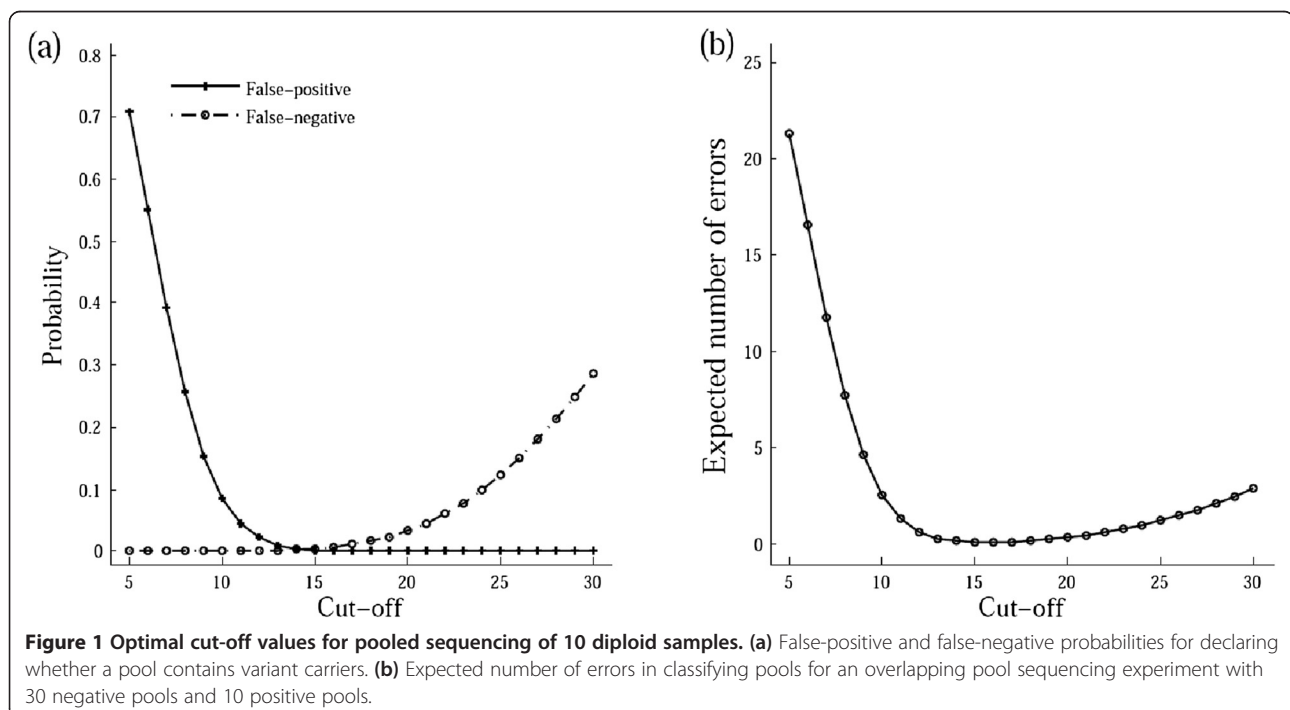 (a)
0.8
0.7
0.6
0.5
0.4
0.3
0.2
0.1
0
Probability
False-positive
False-negative
5 10 15 20 25 30
Cut-off
(b)
25
20
15
10
5
0
Expected number of errors
5 10 15 20 25 30
Cut-off
Figure 1 Optimal cut-off values for pooled sequencing of 10 diploid samples. (a) False-positive and false-negative probabilities for declaring
whether a pool contains variant carriers. (b) Expected number of errors in classifying pools for an overlapping pool sequencing experiment with
30 negative pools and 10 positive pools.